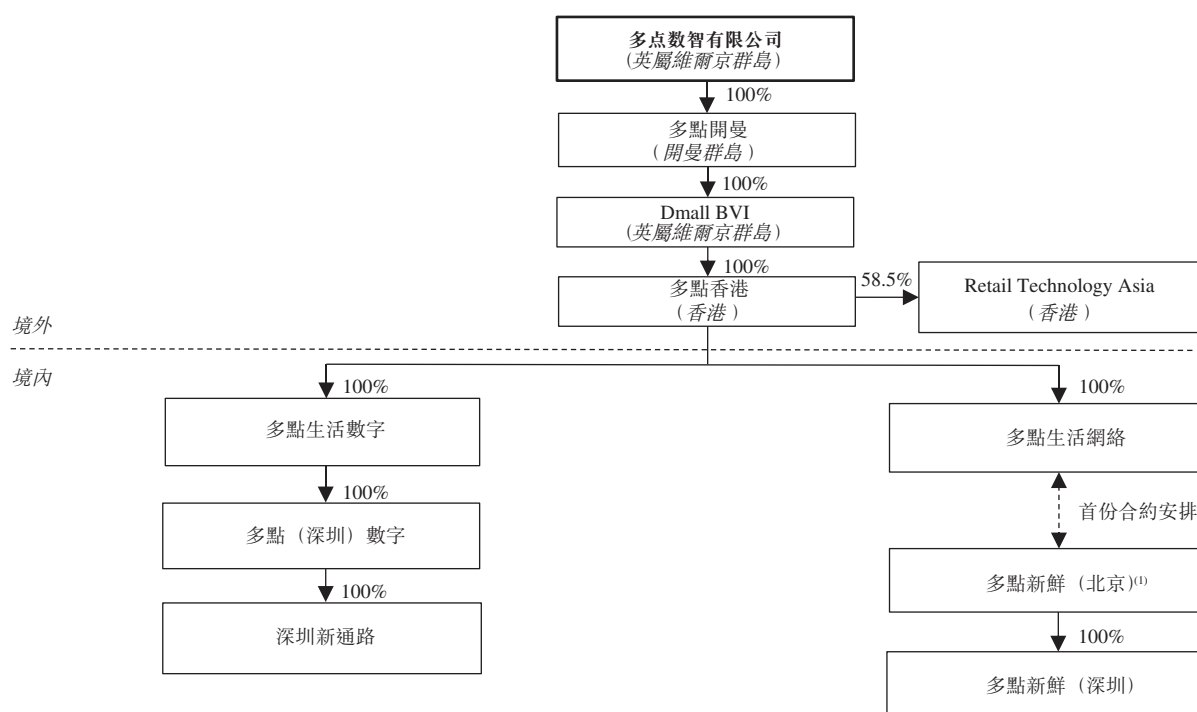 多点数智有限公司
(英屬維爾京群島)
100%
多點開曼
(開曼群島)
100%
Dmall BVI
(英屬維爾京群島)
100%
多點香港
(香港)
58.5%
Retail Technology Asia
(香港)
境外
境內
100%
100%
多點生活數字
多點生活網絡
100%
首份合約安排
多點(深圳)數字
多點新鮮(北京)(1)
100%
100%
深圳新通路
多點新鮮(深圳)